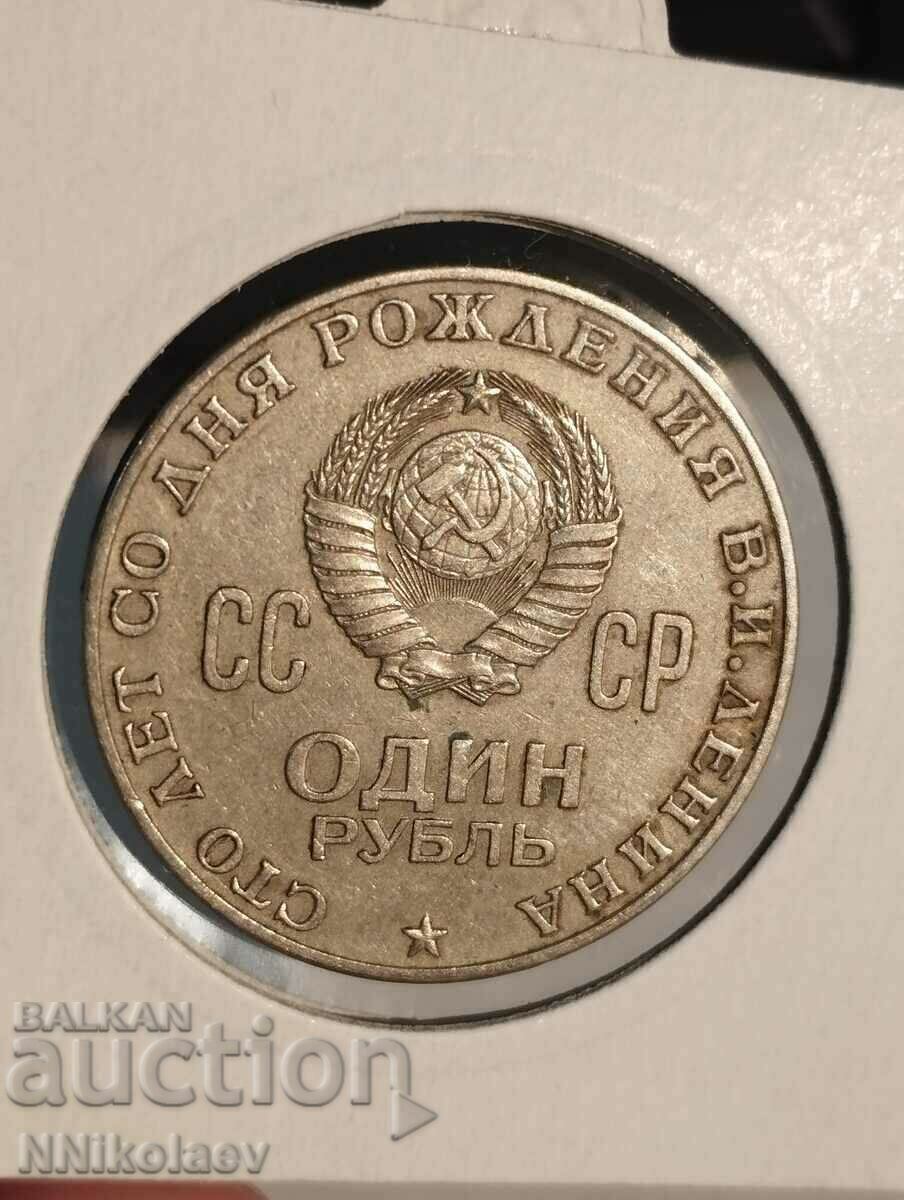 СТО ЛЕТ СО ДНЯ РОЖДЕНИЯ В.И.ЛЕНИНА
СС СР
ОДИН
РУБЛЬ
BALKAN
auction
NNikolaev